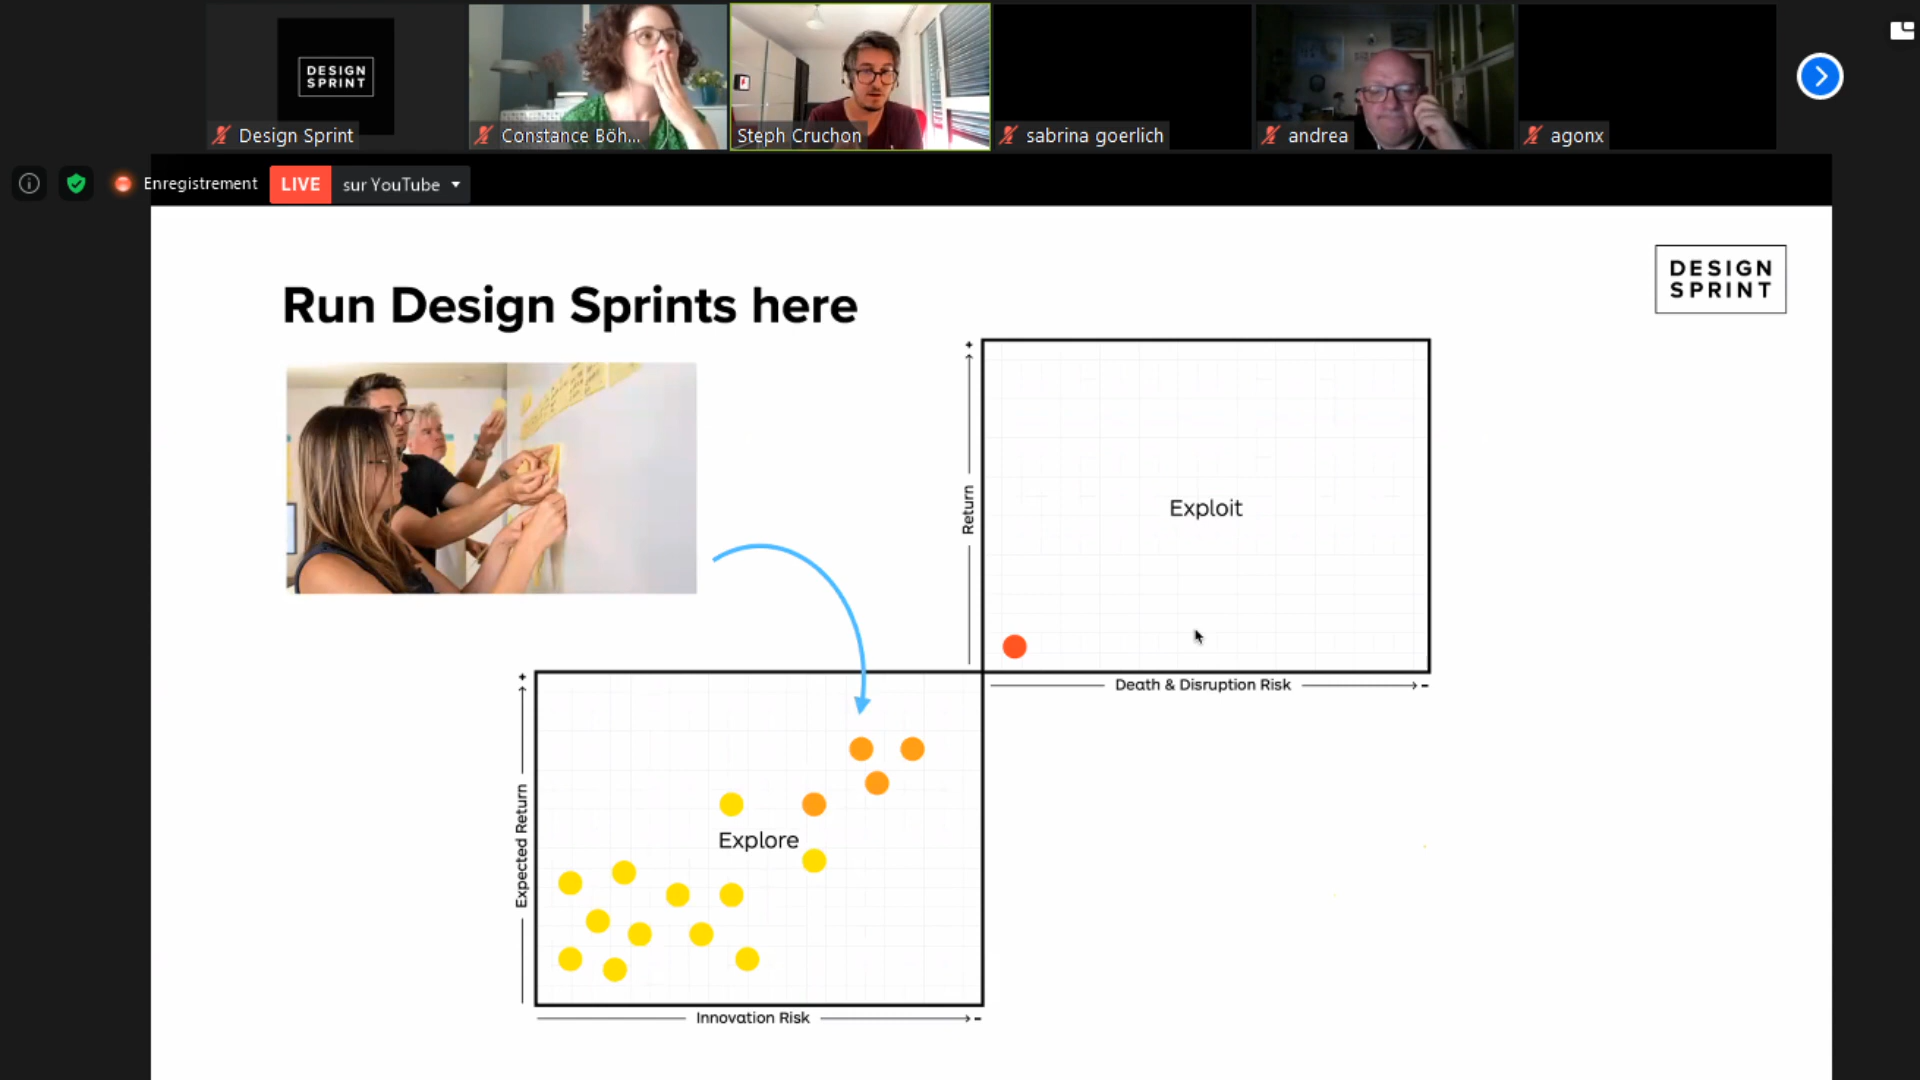 DESIGN
SPRINT
Design Sprint
Constance Böh...
Steph Cruchon
sabrina goerlich
andrea
agonx
Enregistrement
LIVE
sur YouTube
DESIGN
SPRINT
Run Design Sprints here
+
Return
Exploit
Death & Disruption Risk
-
+
Expected Return
Explore
Innovation Risk
-